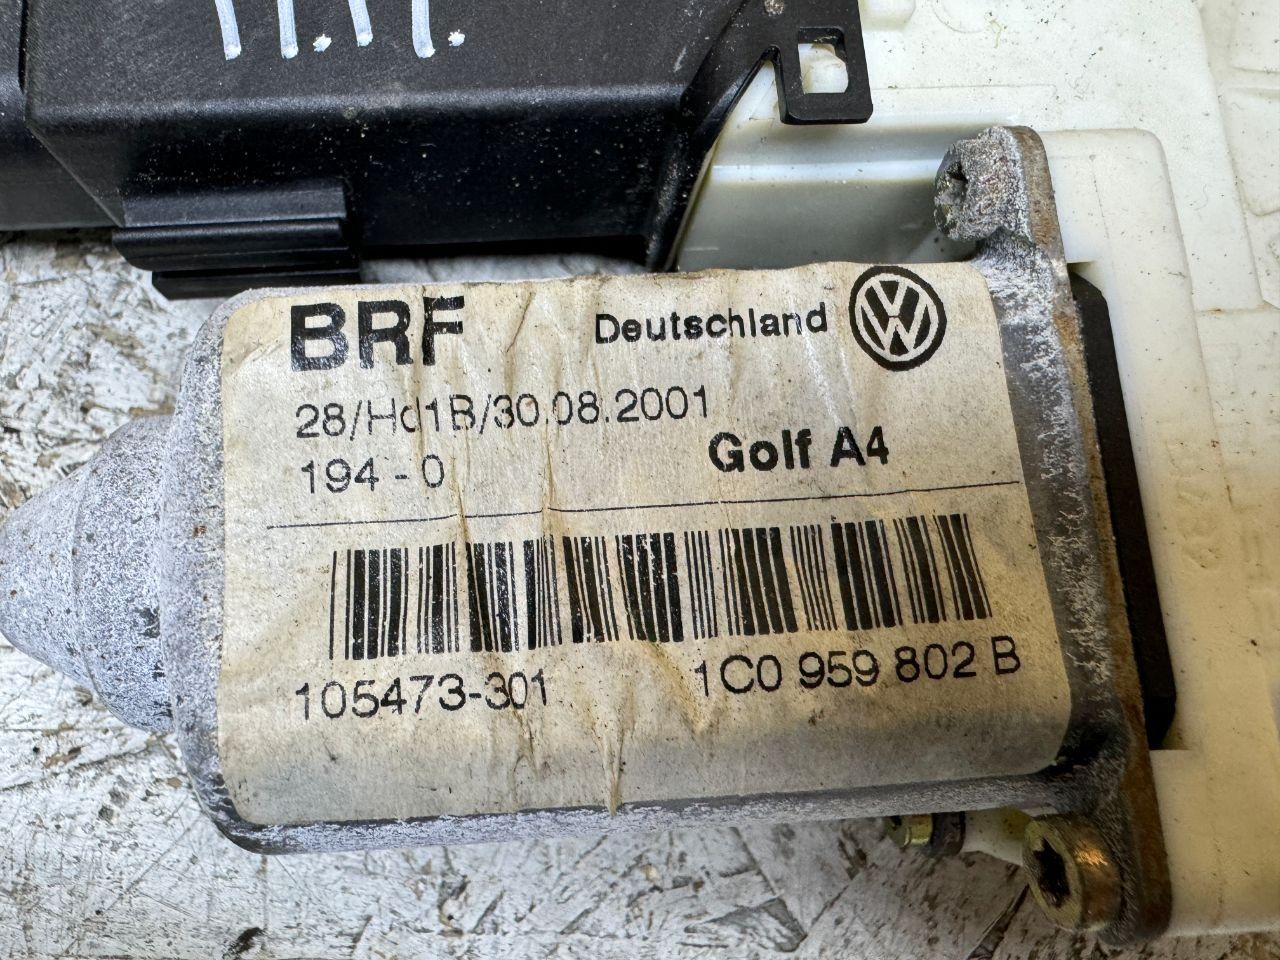 BRF Deutschland
28/Hd1B/30.08.2001
194 - 0 Golf A4
105473-301 1C0 959 802 B